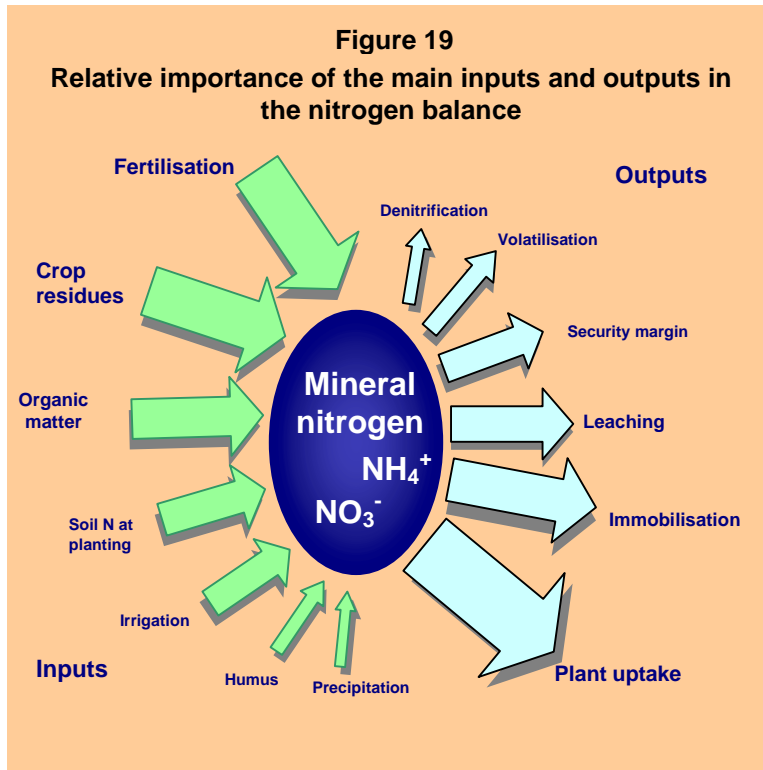 Figure 19
Relative importance of the main inputs and outputs in
the nitrogen balance
Fertilisation
Outputs
Denitrification
Volatilisation
Crop
residues
Security margin
Organic
matter
Mineral
nitrogen
NH₄⁺
NO₃⁻
Leaching
Soil N at
planting
Immobilisation
Irrigation
Inputs
Humus
Precipitation
Plant uptake